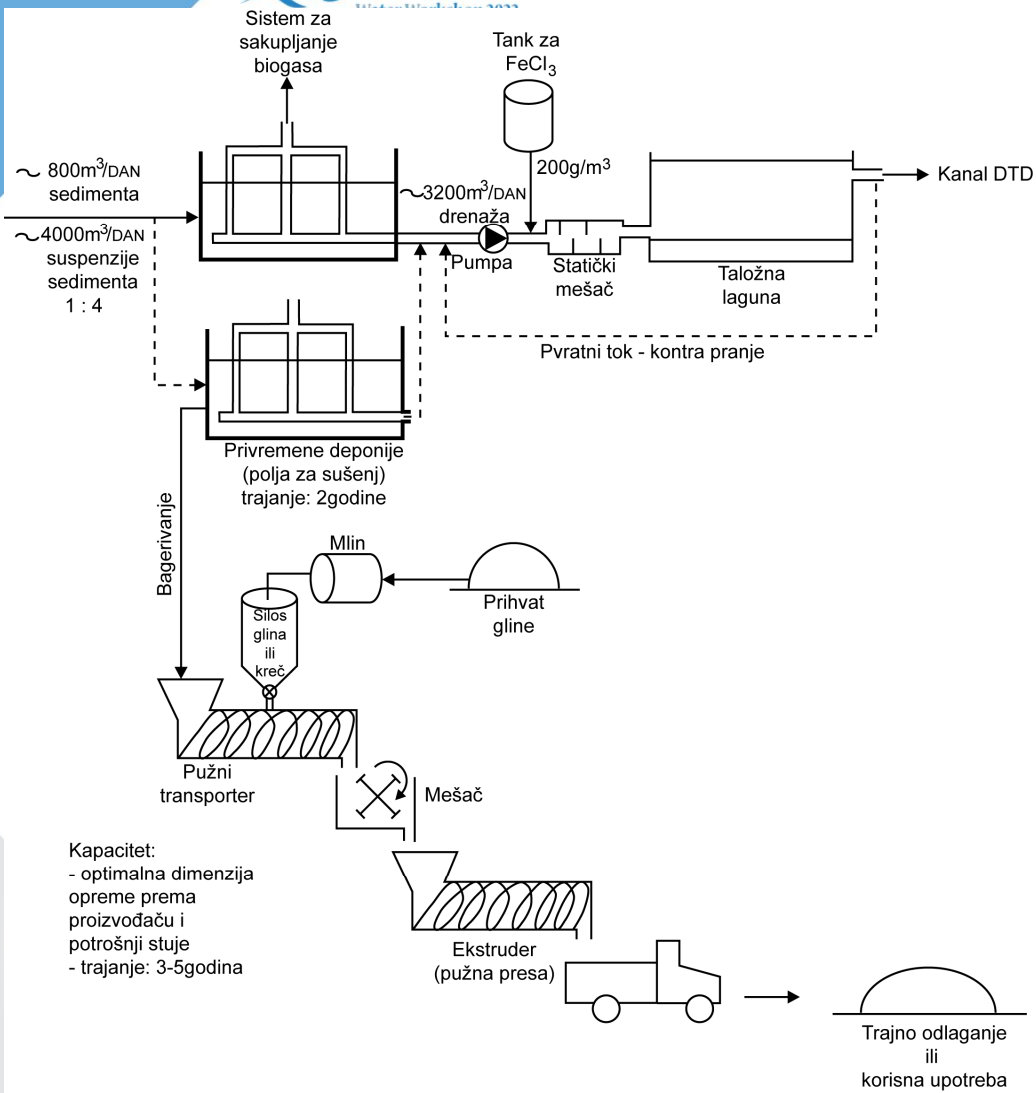 Water Workshop 2023
Sistem za
sakupljanje
biogasa
Tank za
FeCl3
200g/m3
~ 800m3/DAN
sedimenta
~4000m3/DAN
suspenzije
sedimenta
1 : 4
~3200m3/DAN
drenaža
Pumpa
Statički
mešač
Taložna
laguna
Kanal DTD
Pvratni tok - kontra pranje
Privremene deponije
(polja za sušenj)
trajanje: 2godine
Bagerivanje
Mlin
Prihvat
gline
Silos
glina
ili
kreč
Pužni
transporter
Mešač
Kapacitet:
- optimalna dimenzija
opreme prema
proizvođaču i
potrošnji stuje
- trajanje: 3-5godina
Ekstruder
(pužna presa)
Trajno odlaganje
ili
korisna upotreba